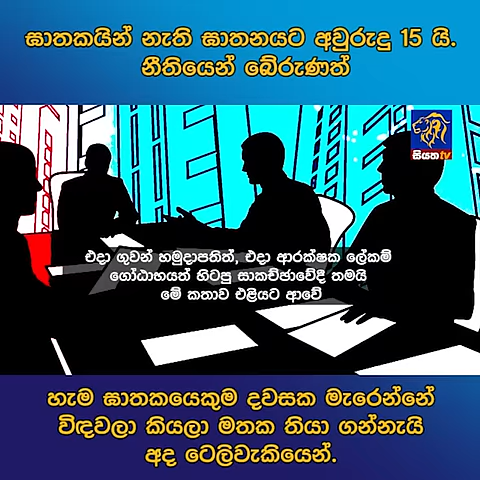 ඝාතකයින් නැති ඝාතනයට අවුරුදු 15 යි.
නීතියෙන් බේරුණත්
සියත tv
එදා ගුවන් හමුදාපතිත්, එදා ආරක්ෂක ලේකම්
ගෝඨාභයත් හිටපු සාකච්ඡාවේදී තමයි
මේ කතාව එළියට ආවේ
හැම ඝාතකයෙකුම දවසක මැරෙන්නේ
විඳවලා කියලා මතක තියා ගන්නැයි
අද ටෙලිවැකියෙන්.